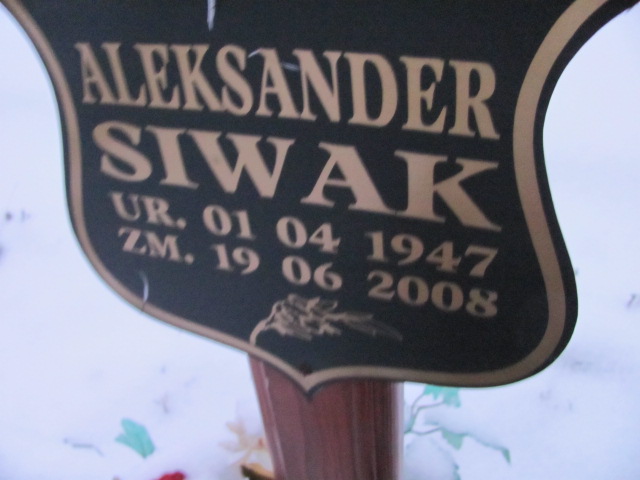 ALEKSANDER
SIWAK
UR. 01 04 1947
ZM. 19 06 2008